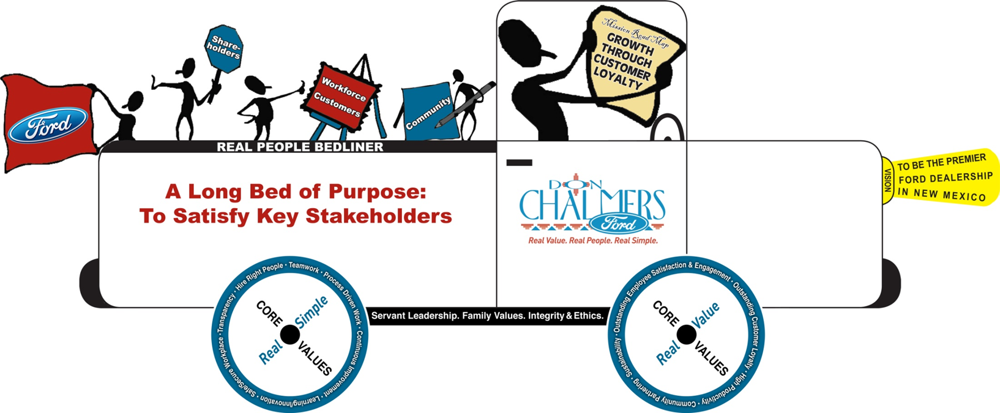 Ford
Share-
holders
Workforce
Customers
Community
Mission Road Map
GROWTH
THROUGH
CUSTOMER
LOYALTY
REAL PEOPLE BEDLINER
A Long Bed of Purpose:
To Satisfy Key Stakeholders
DON
CHALMERS
Ford
Real Value. Real People. Real Simple.
VISION
TO BE THE PREMIER
FORD DEALERSHIP
IN NEW MEXICO
Safe/Secure Workplace • Transparency • Hire Right People • Teamwork • Process Driven Work • Continuous Improvement • Learning/Innovation •
CORE VALUES
Real Simple
Servant Leadership. Family Values. Integrity & Ethics.
Outstanding Employee Satisfaction & Engagement • Outstanding Customer Loyalty • High Productivity • Community Partnering • Sustainability •
CORE VALUES
Real Value